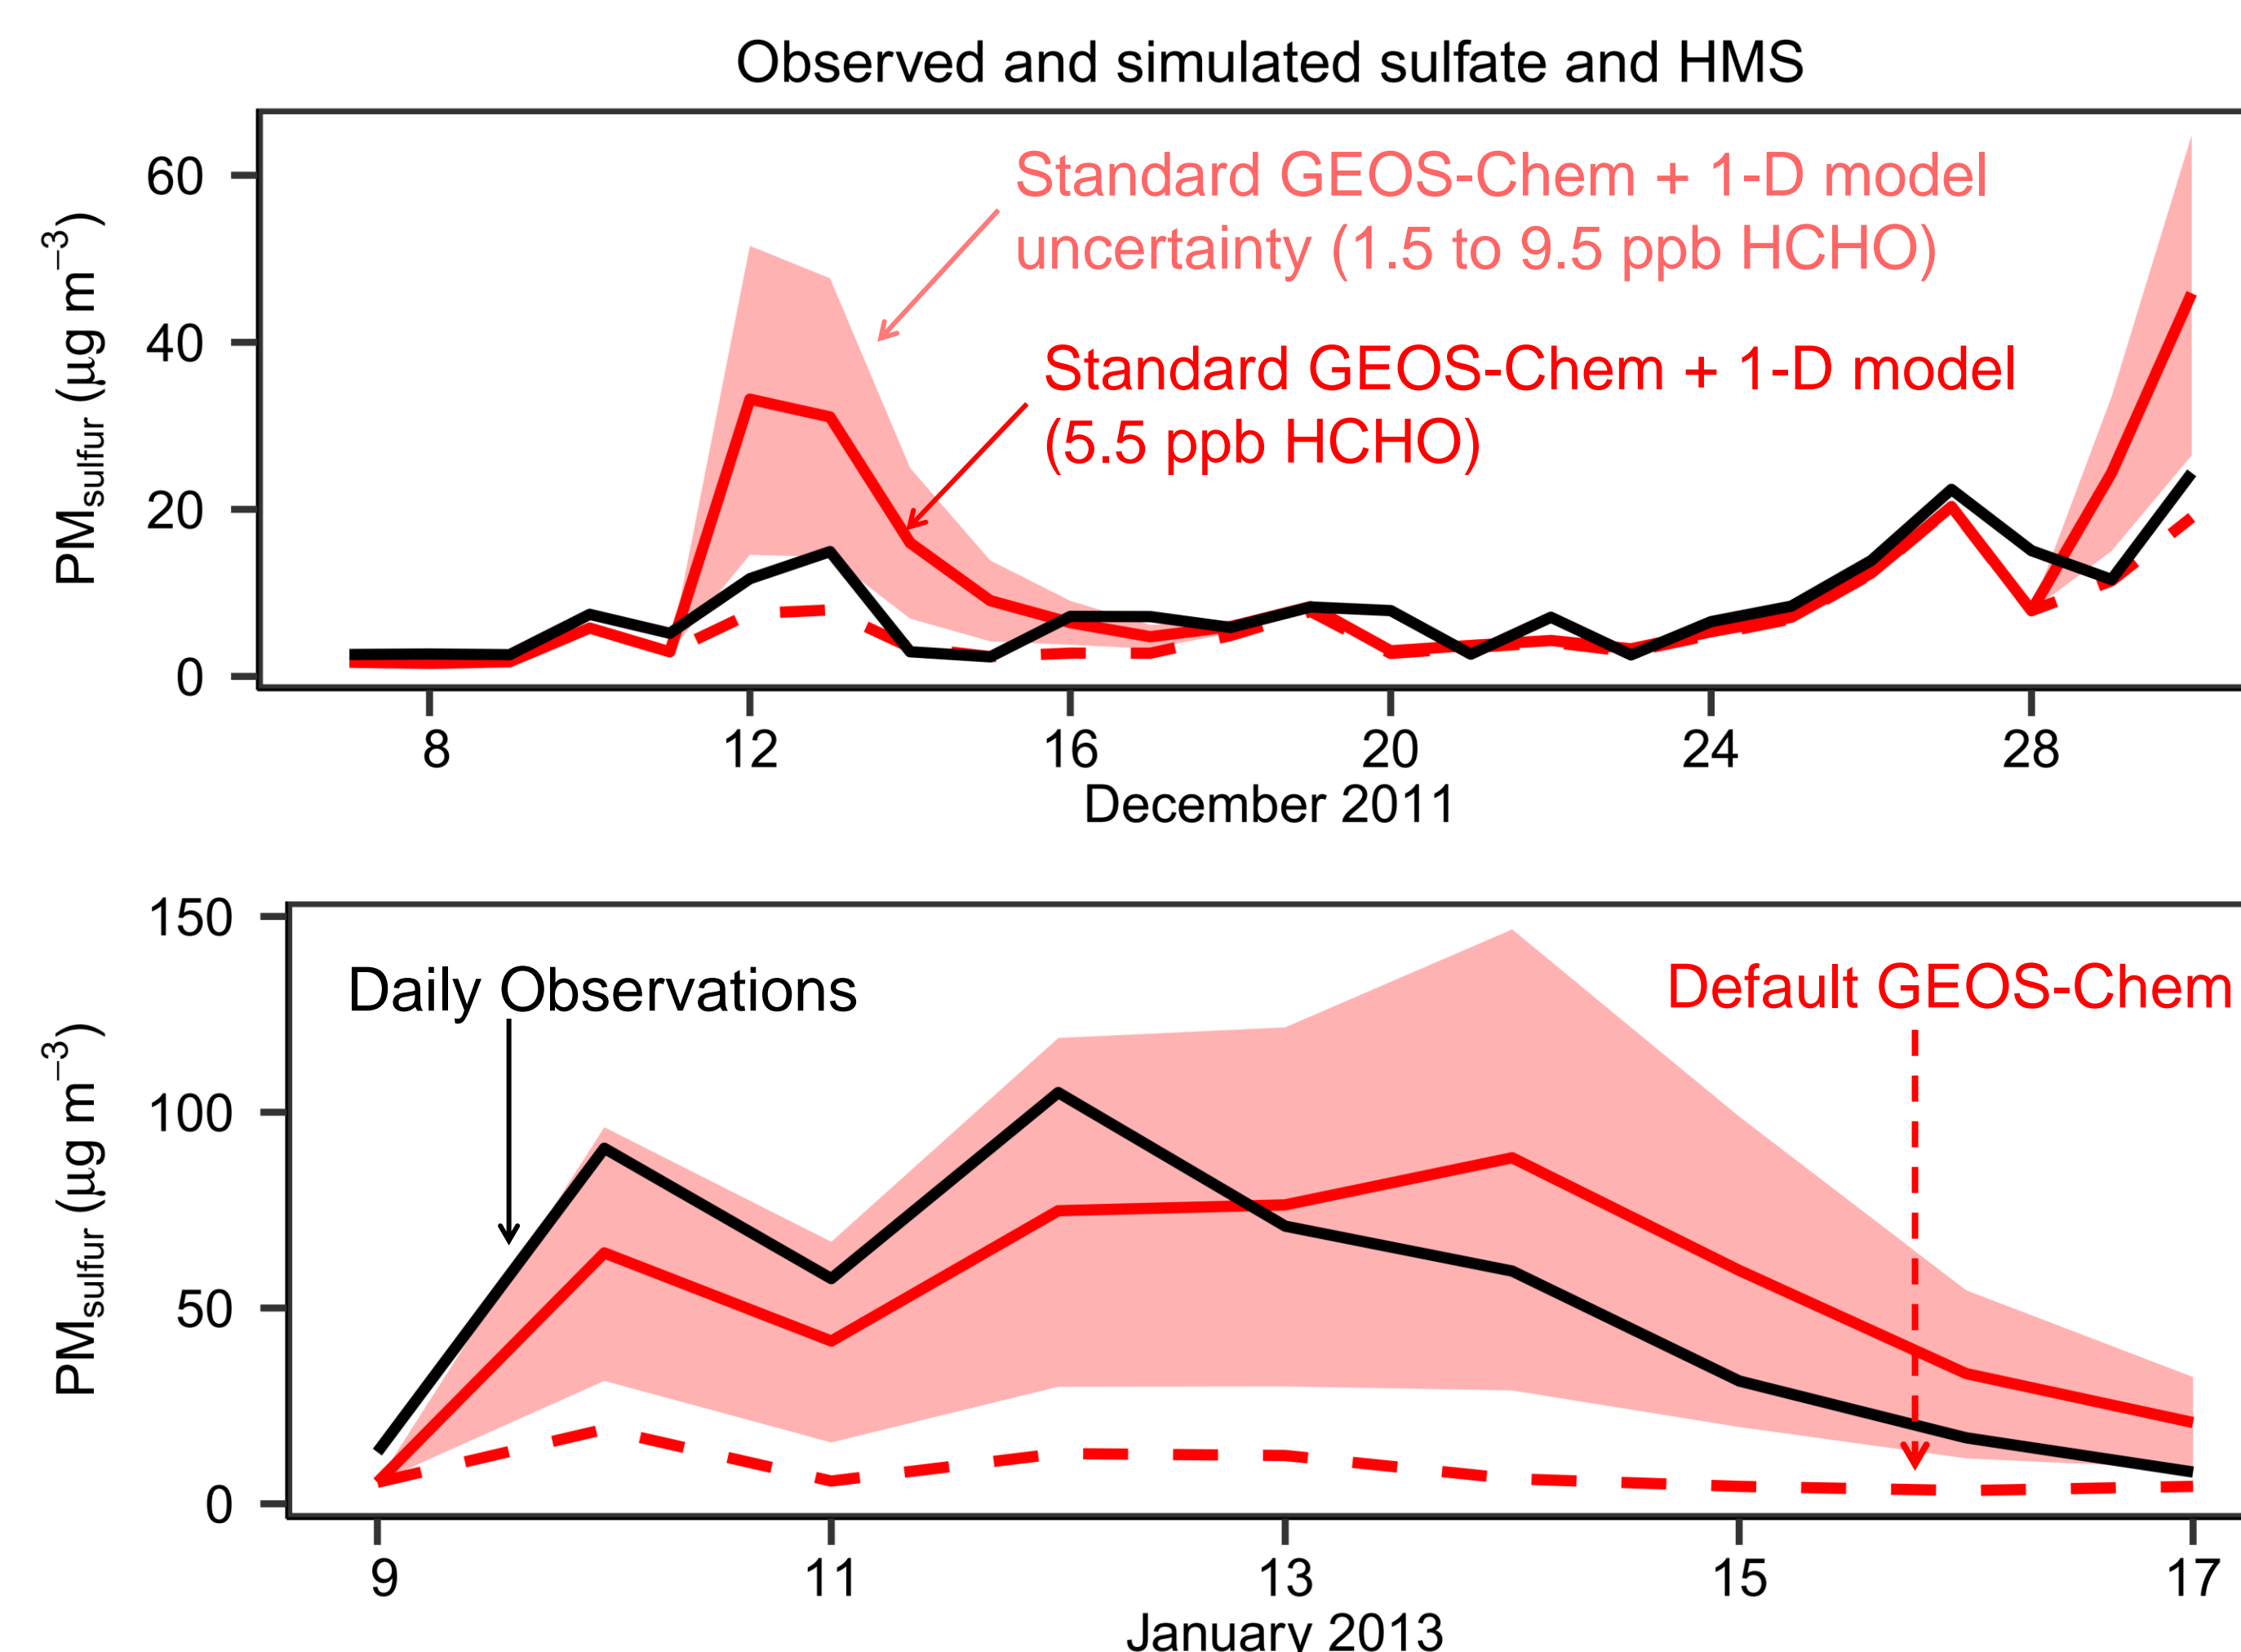 Observed and simulated sulfate and HMS
PMsulfur (µg m⁻³)
60
40
20
0
Standard GEOS-Chem + 1-D model
uncertainty (1.5 to 9.5 ppb HCHO)
Standard GEOS-Chem + 1-D model
(5.5 ppb HCHO)
8 12 16 20 24 28
December 2011
PMsulfur (µg m⁻³)
150
100
50
0
Daily Observations
Default GEOS-Chem
9 11 13 15 17
January 2013